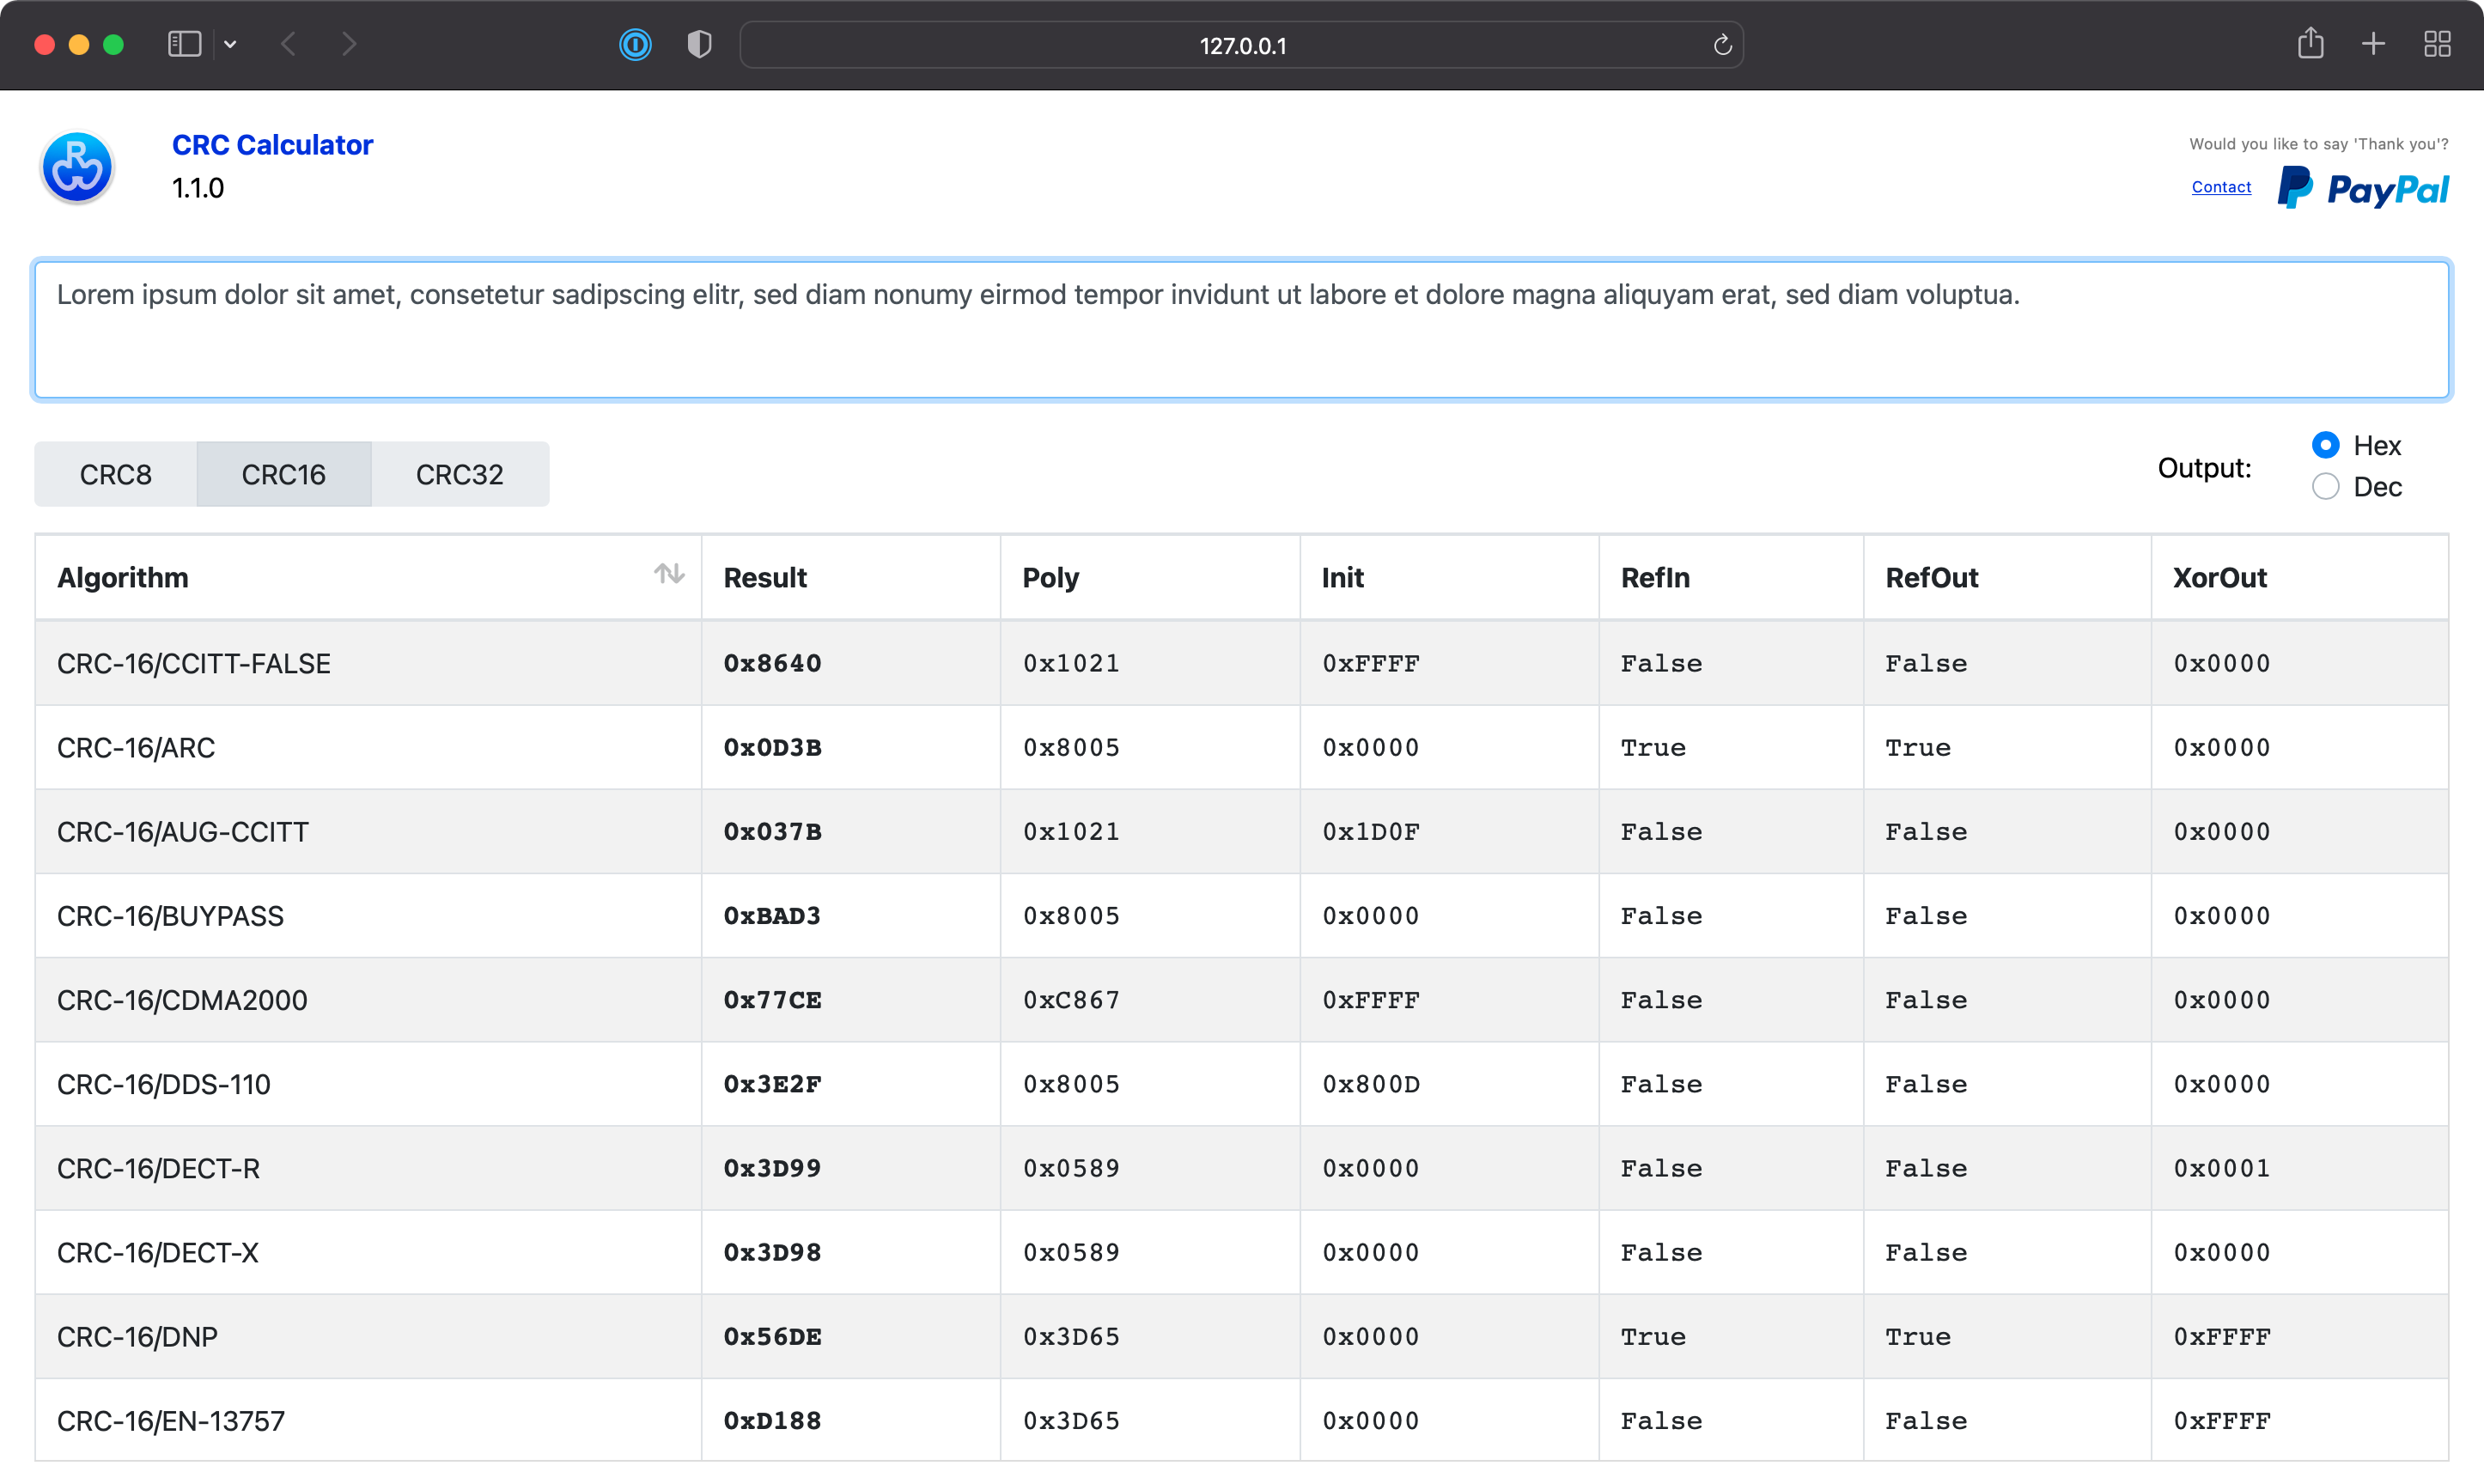 127.0.0.1
CRC Calculator
1.1.0
Would you like to say 'Thank you'?
Contact PayPal
Lorem ipsum dolor sit amet, consetetur sadipscing elitr, sed diam nonumy eirmod tempor invidunt ut labore et dolore magna aliquyam erat, sed diam voluptua.
CRC8 CRC16 CRC32
Output: Hex
Dec
Algorithm Result Poly Init RefIn RefOut XorOut
CRC-16/CCITT-FALSE 0x8640 0x1021 0xFFFF False False 0x0000
CRC-16/ARC 0x0D3B 0x8005 0x0000 True True 0x0000
CRC-16/AUG-CCITT 0x037B 0x1021 0x1D0F False False 0x0000
CRC-16/BUYPASS 0xBAD3 0x8005 0x0000 False False 0x0000
CRC-16/CDMA2000 0x77CE 0xC867 0xFFFF False False 0x0000
CRC-16/DDS-110 0x3E2F 0x8005 0x800D False False 0x0000
CRC-16/DECT-R 0x3D99 0x0589 0x0000 False False 0x0001
CRC-16/DECT-X 0x3D98 0x0589 0x0000 False False 0x0000
CRC-16/DNP 0x56DE 0x3D65 0x0000 True True 0xFFFF
CRC-16/EN-13757 0xD188 0x3D65 0x0000 False False 0xFFFF